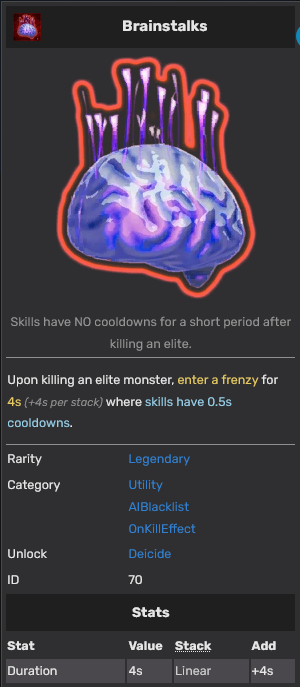 Brainstalks
Skills have NO cooldowns for a short period after
killing an elite.
Upon killing an elite monster, enter a frenzy for
4s (+4s per stack) where skills have 0.5s
cooldowns.
Rarity Legendary
Category Utility
AIBlacklist
OnKillEffect
Unlock Deicide
ID 70
Stats
Stat Value Stack Add
Duration 4s Linear +4s